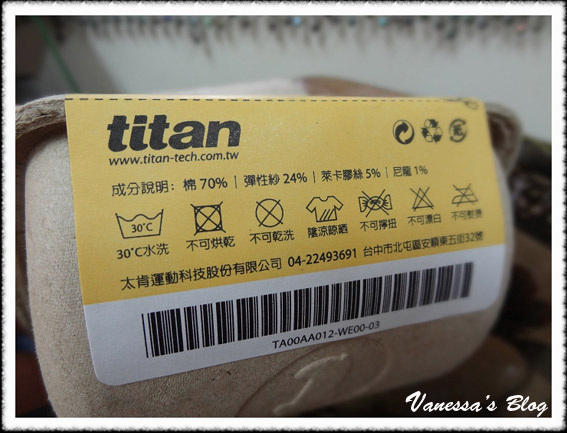 titan
www.titan-tech.com.tw
成分說明：棉 70%｜彈性紗 24%｜萊卡膠絲 5%｜尼龍 1%
30°C
30°C水洗 不可烘乾 不可乾洗 陰涼晾晒 不可擰扭 不可漂白 不可熨燙
太肯運動科技股份有限公司 04-22493691 台中市北屯區安順東五街32號
TA00AA012-WE00-03
Vanessa's Blog